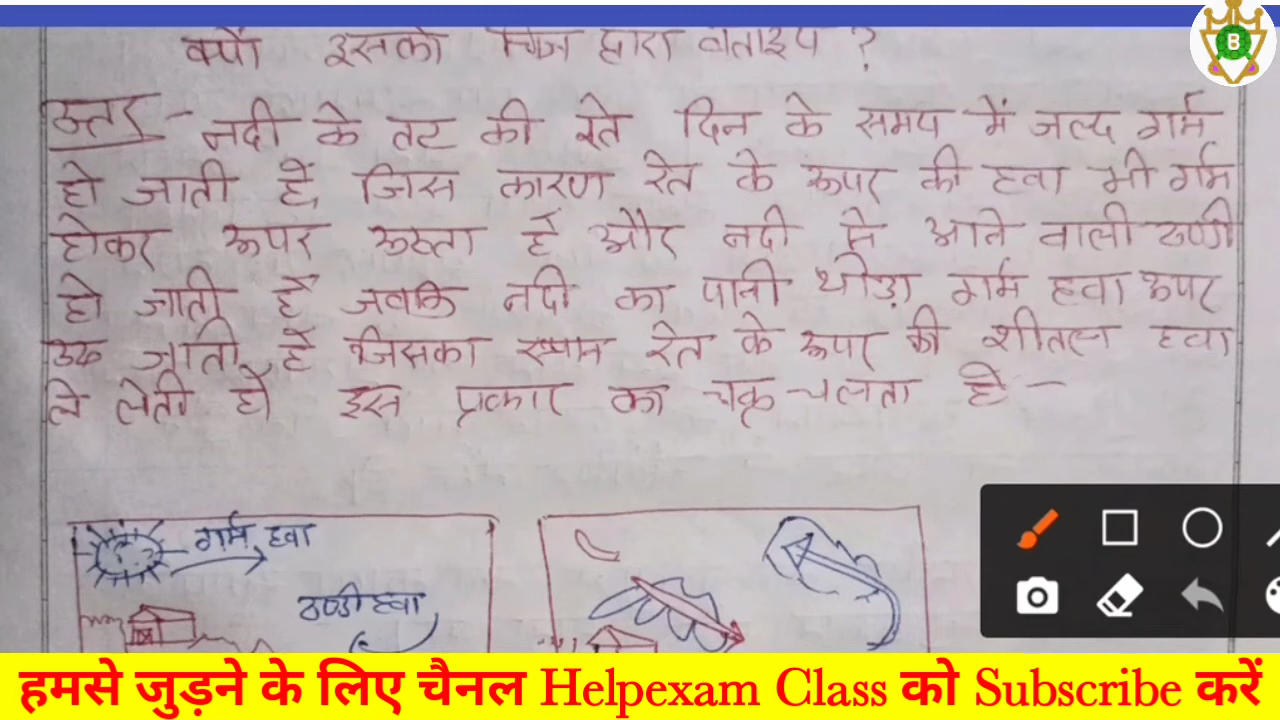 क्यों इसको चित्र द्वारा बताइए ?
उत्तर - नदी के तट की रेत दिन के समय में जल्द गर्म
हो जाती हैं जिस कारण रेत के ऊपर की हवा भी गर्म
होकर ऊपर उठता हैं और नदी से आने वाली ठण्डी
हो जाती हैं जबकि नदी का पानी थोड़ा गर्म हवा ऊपर
उठ जाती हैं जिसका स्थान रेत के ऊपर की शीतल हवा
ले लेती हैं इस प्रकार का चक्र चलता है -
गर्म हवा
ठण्डी हवा
B
हमसे जुड़ने के लिए चैनल Helpexam Class को Subscribe करें